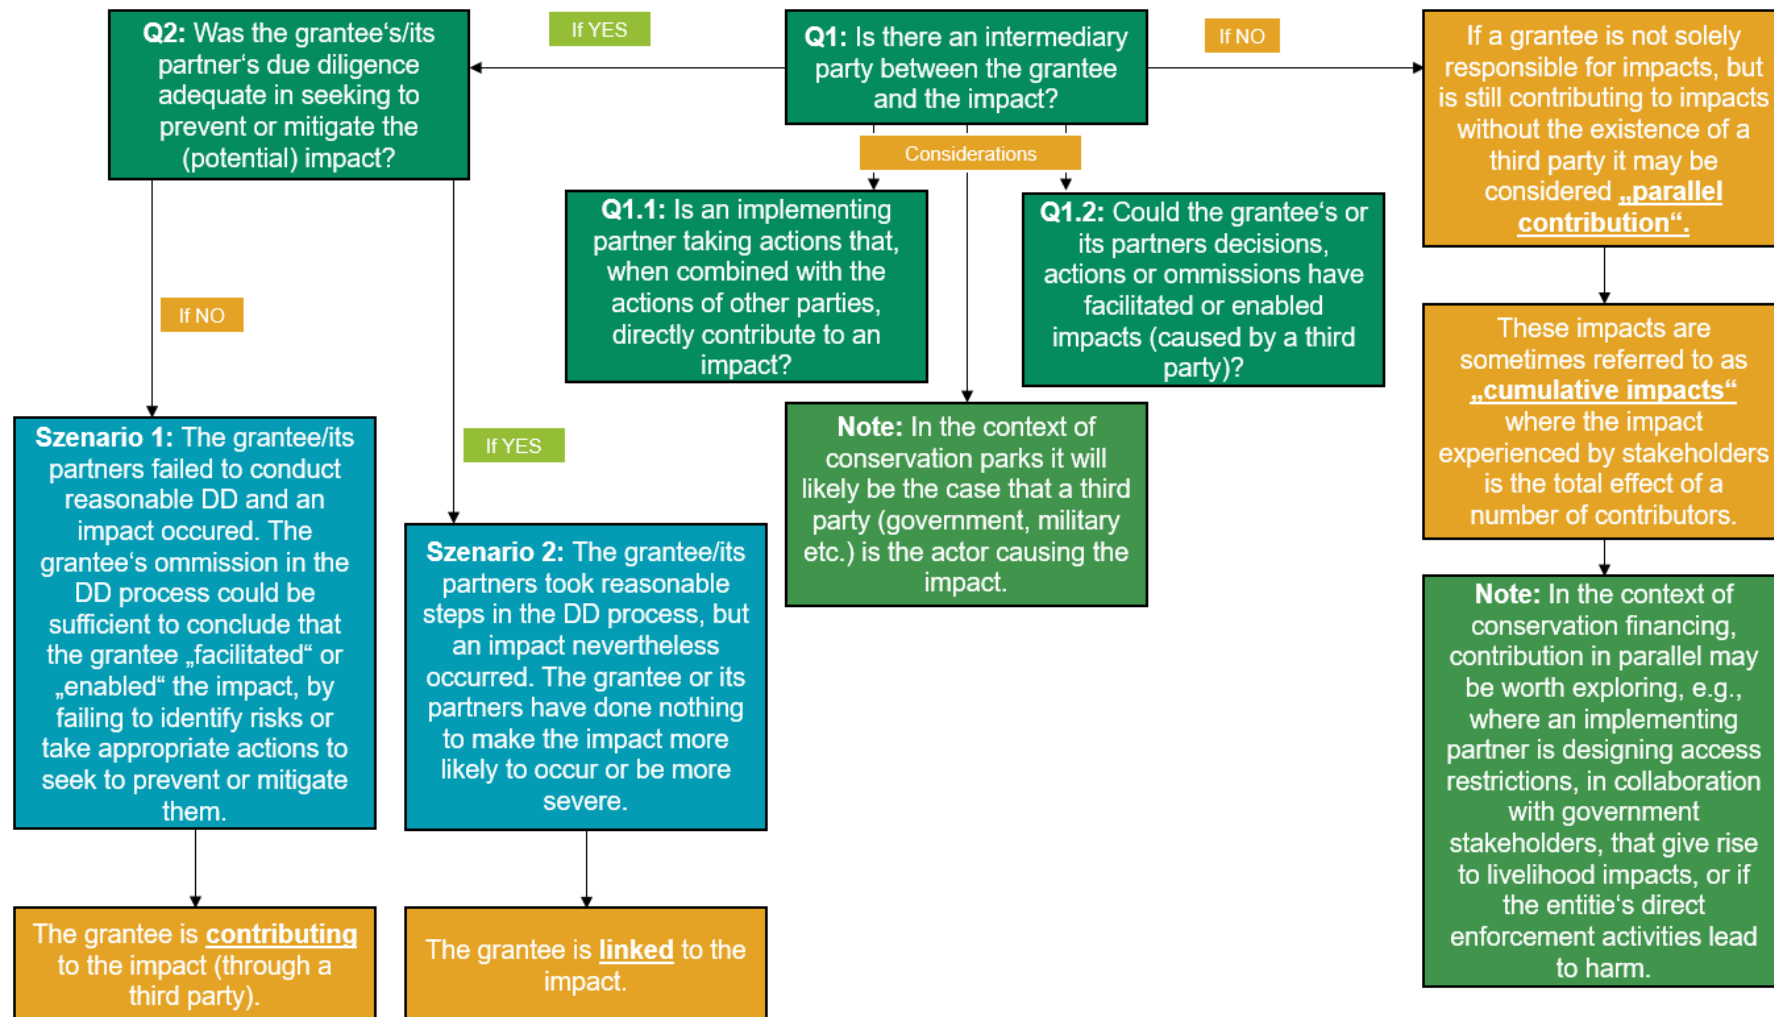 Q2: Was the grantee‘s/its
partner‘s due diligence
adequate in seeking to
prevent or mitigate the
(potential) impact?
If YES
Q1: Is there an intermediary
party between the grantee
and the impact?
If NO
If a grantee is not solely
responsible for impacts, but
is still contributing to impacts
without the existence of a
third party it may be
considered „parallel
contribution“.
Considerations
Q1.1: Is an implementing
partner taking actions that,
when combined with the
actions of other parties,
directly contribute to an
impact?
Q1.2: Could the grantee‘s or
its partners decisions,
actions or ommissions have
facilitated or enabled
impacts (caused by a third
party)?
If NO
If YES
These impacts are
sometimes referred to as
„cumulative impacts“
where the impact
experienced by stakeholders
is the total effect of a
number of contributors.
Szenario 1: The grantee/its
partners failed to conduct
reasonable DD and an
impact occured. The
grantee‘s ommission in the
DD process could be
sufficient to conclude that
the grantee „facilitated“ or
„enabled“ the impact, by
failing to identify risks or
take appropriate actions to
seek to prevent or mitigate
them.
Szenario 2: The grantee/its
partners took reasonable
steps in the DD process, but
an impact nevertheless
occurred. The grantee or its
partners have done nothing
to make the impact more
likely to occur or be more
severe.
Note: In the context of
conservation parks it will
likely be the case that a third
party (government, military
etc.) is the actor causing the
impact.
Note: In the context of
conservation financing,
contribution in parallel may
be worth exploring, e.g.,
where an implementing
partner is designing access
restrictions, in collaboration
with government
stakeholders, that give rise
to livelihood impacts, or if
the entitie‘s direct
enforcement activities lead
to harm.
The grantee is contributing
to the impact (through a
third party).
The grantee is linked to the
impact.